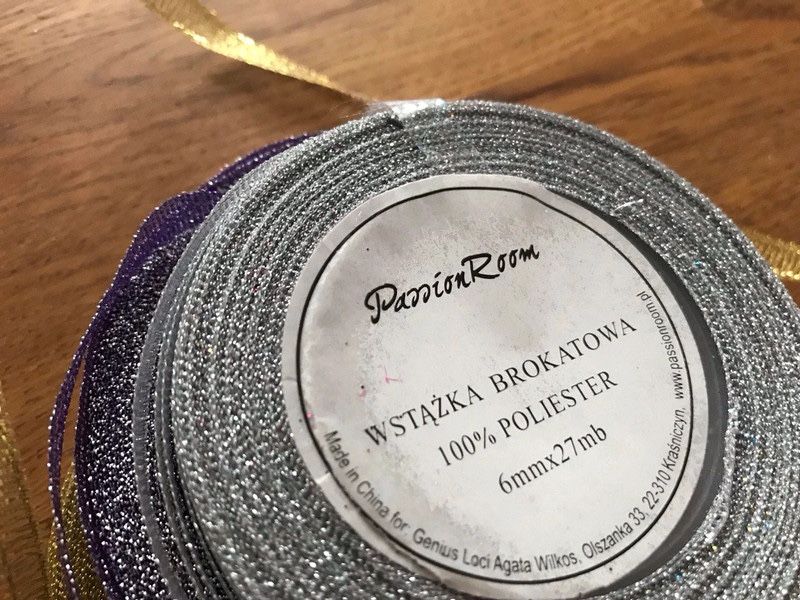 PassionRoom
WSTĄŻKA BROKATOWA
100% POLIESTER
6mmx27mb
Made in China for Genius Loci Agata Wilkos, Olszanka 33, 22-310 Kraśniczyn. www.passionroom.pl